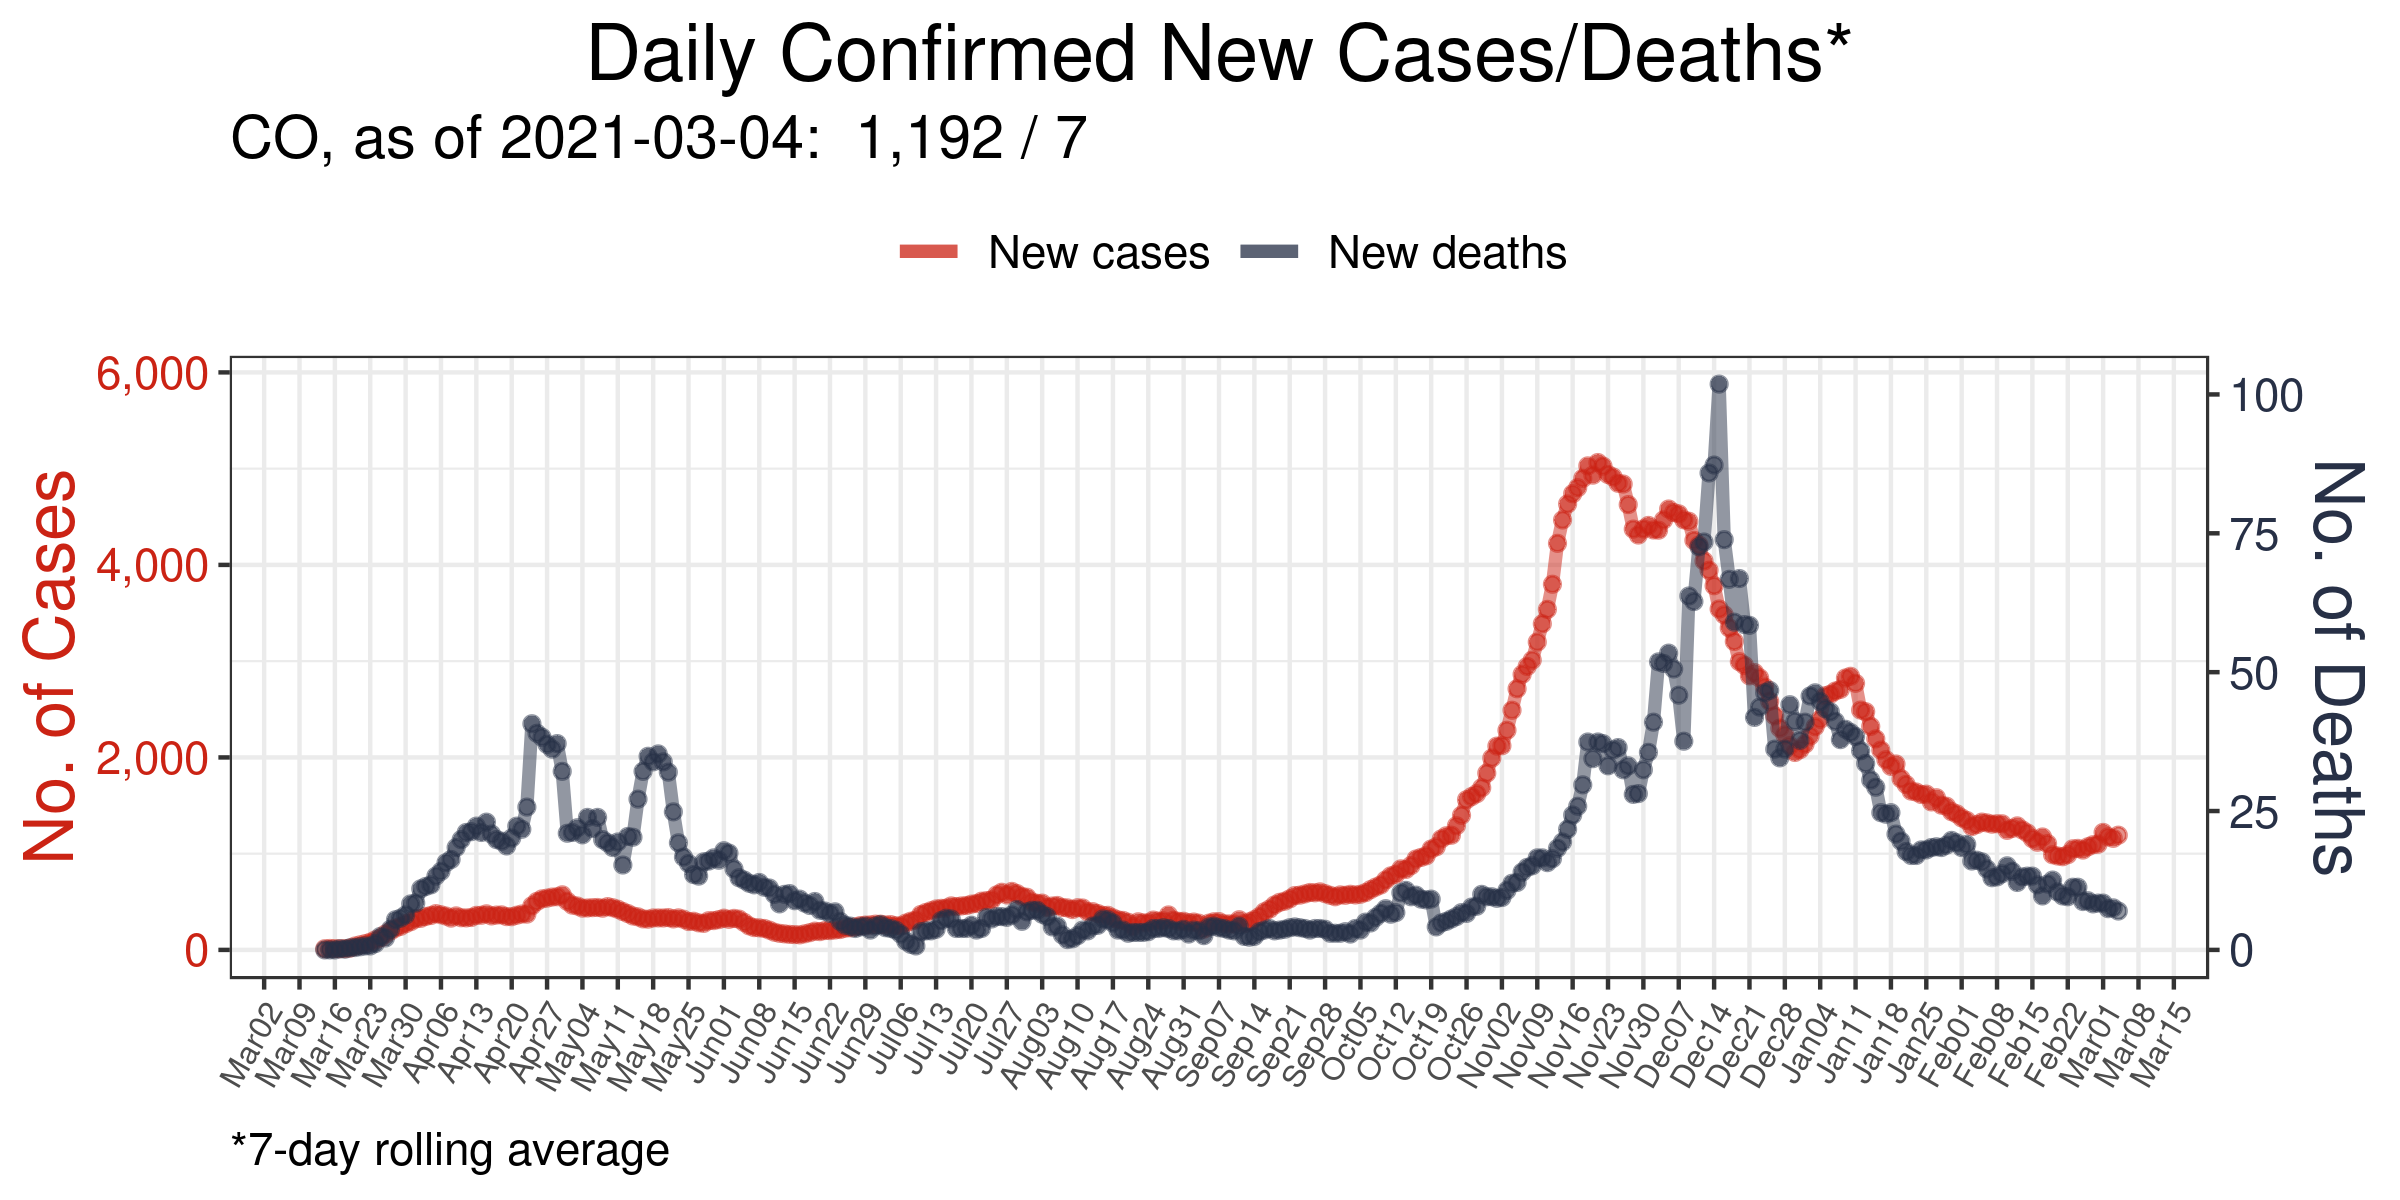 Daily Confirmed New Cases/Deaths*
CO, as of 2021-03-04:  1,192 / 7
New cases
New deaths
No. of Cases
6,000
4,000
2,000
0
100
75
50
25
0
No. of Deaths
Mar02
Mar09
Mar16
Mar23
Mar30
Apr06
Apr13
Apr20
Apr27
May04
May11
May18
May25
Jun01
Jun08
Jun15
Jun22
Jun29
Jul06
Jul13
Jul20
Jul27
Aug03
Aug10
Aug17
Aug24
Aug31
Sep07
Sep14
Sep21
Sep28
Oct05
Oct12
Oct19
Oct26
Nov02
Nov09
Nov16
Nov23
Nov30
Dec07
Dec14
Dec21
Dec28
Jan04
Jan11
Jan18
Jan25
Feb01
Feb08
Feb15
Feb22
Mar01
Mar08
Mar15
*7-day rolling average